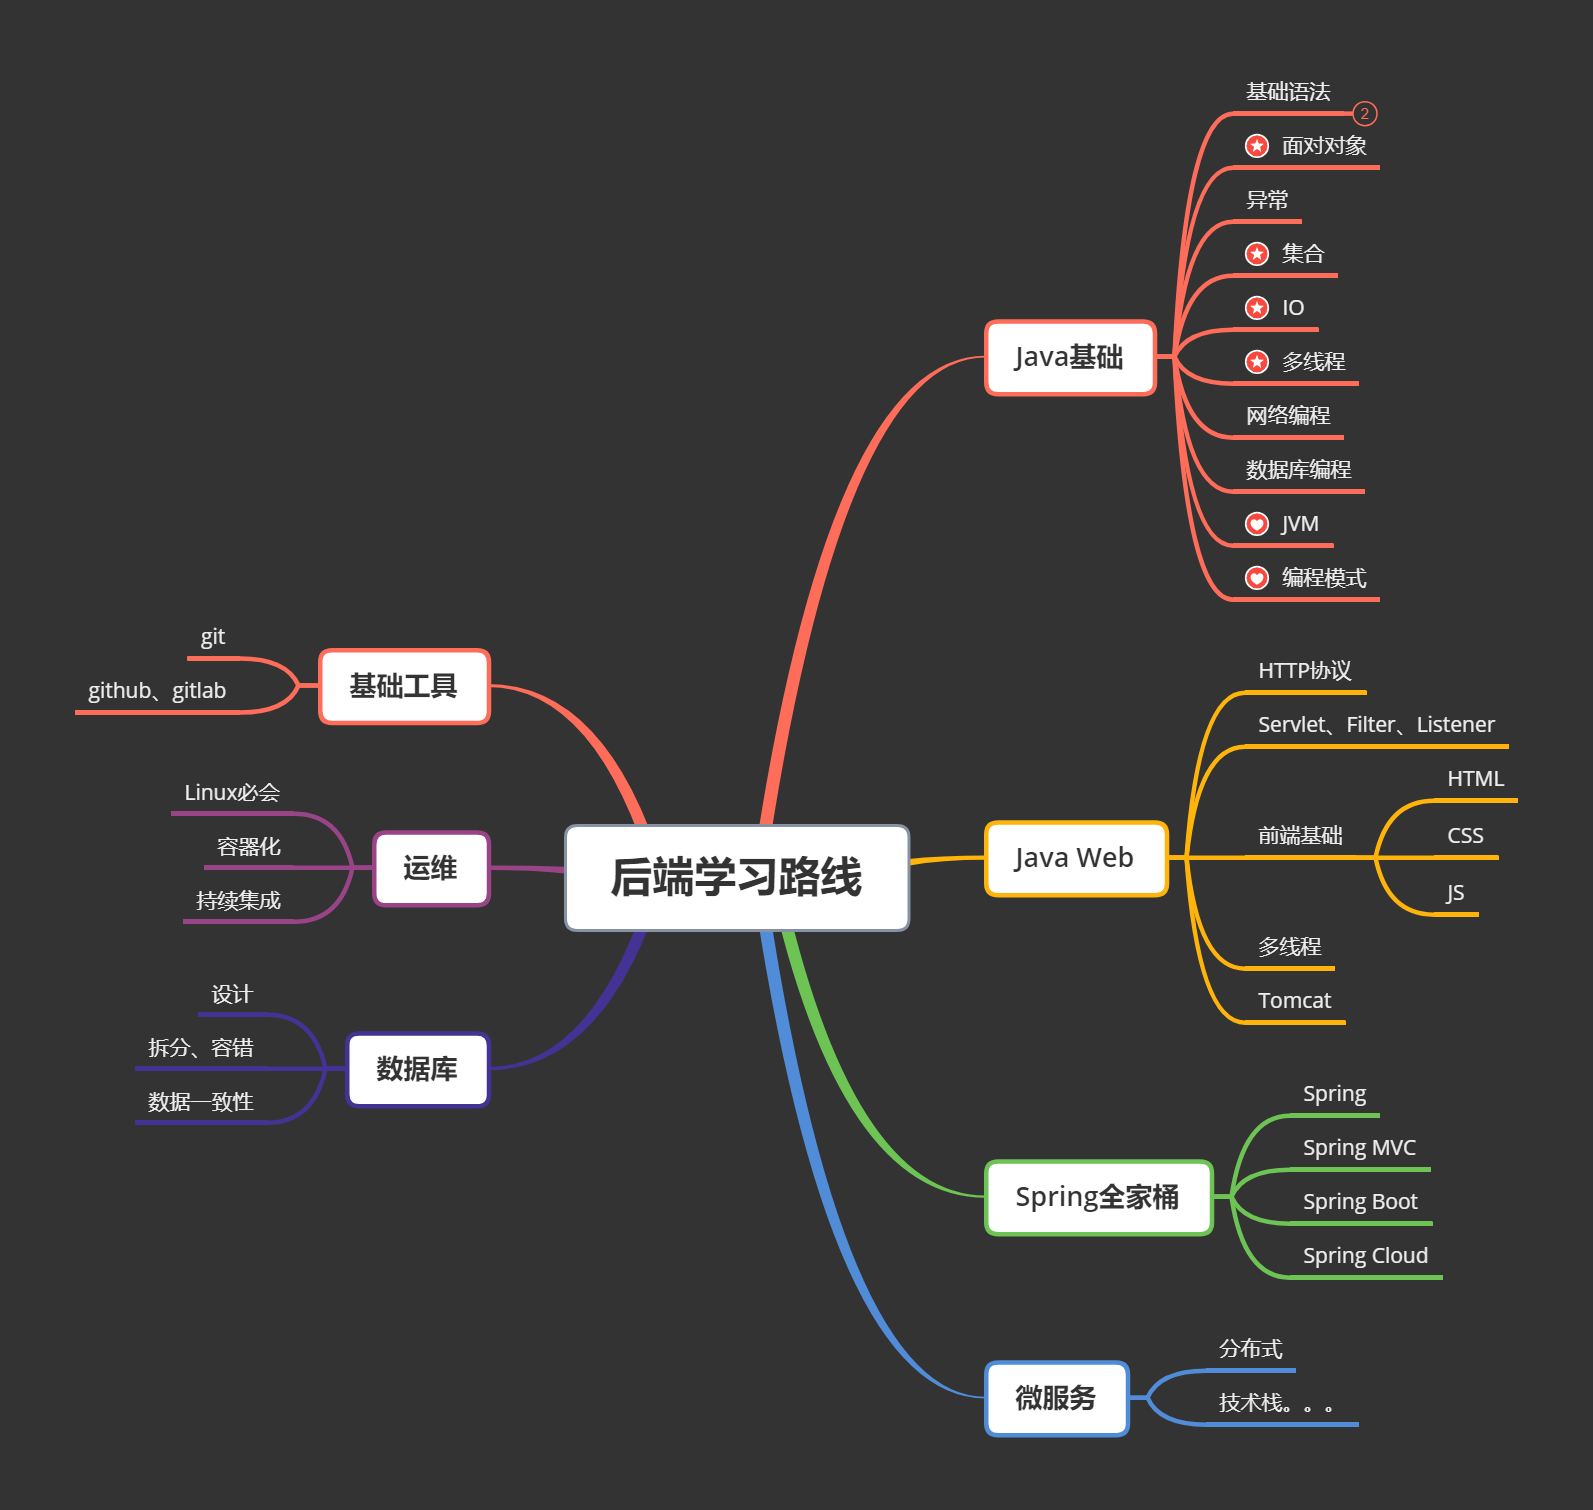 后端学习路线
Java基础
基础语法
2
面对对象
异常
集合
IO
多线程
网络编程
数据库编程
JVM
编程模式
Java Web
HTTP协议
Servlet、Filter、Listener
前端基础
HTML
CSS
JS
多线程
Tomcat
Spring全家桶
Spring
Spring MVC
Spring Boot
Spring Cloud
微服务
分布式
技术栈。。。
基础工具
git
github、gitlab
运维
Linux必会
容器化
持续集成
数据库
设计
拆分、容错
数据一致性